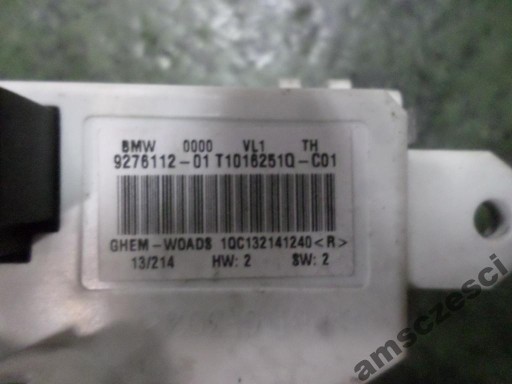 BMW 0000 VL1 TH
9276112-01 T1016251Q-C01
GHEM-WOADS 1QC132141240<R>
13/214 HW: 2 SW: 2
amsczesci